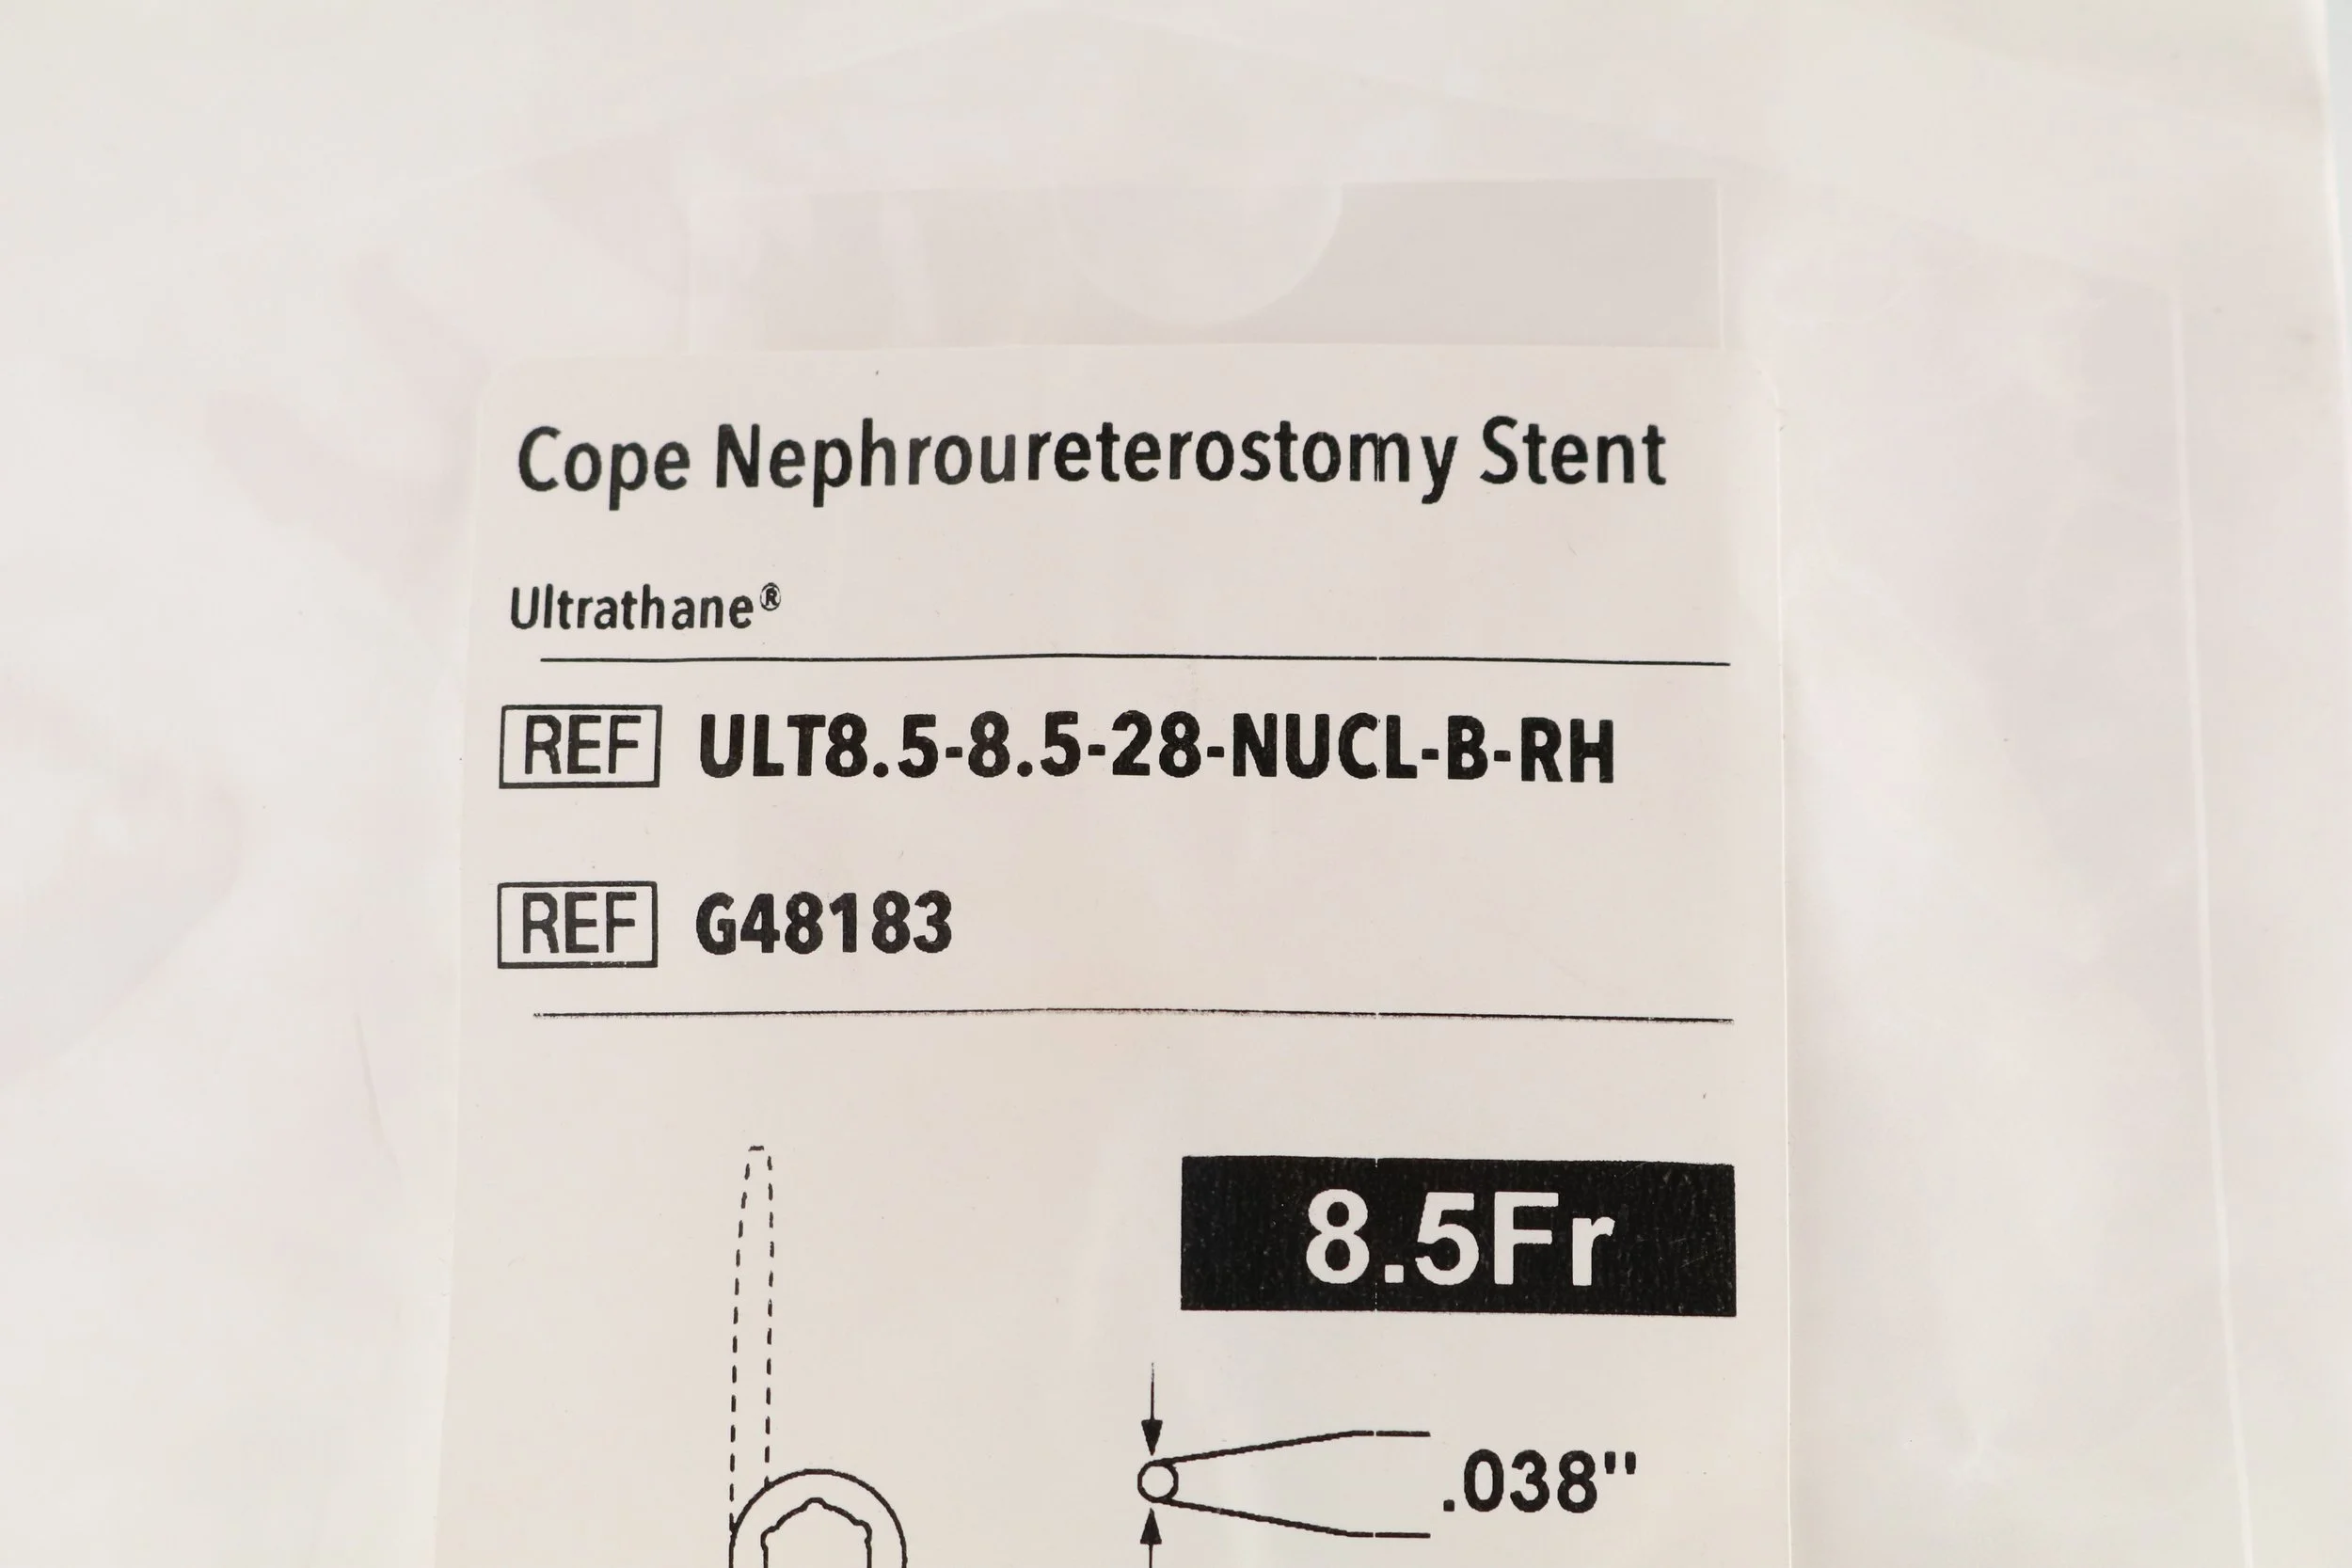 Cope Nephroureterostomy Stent
Ultrathane®
REF ULT8.5-8.5-28-NUCL-B-RH
REF G48183
8.5Fr
.038"